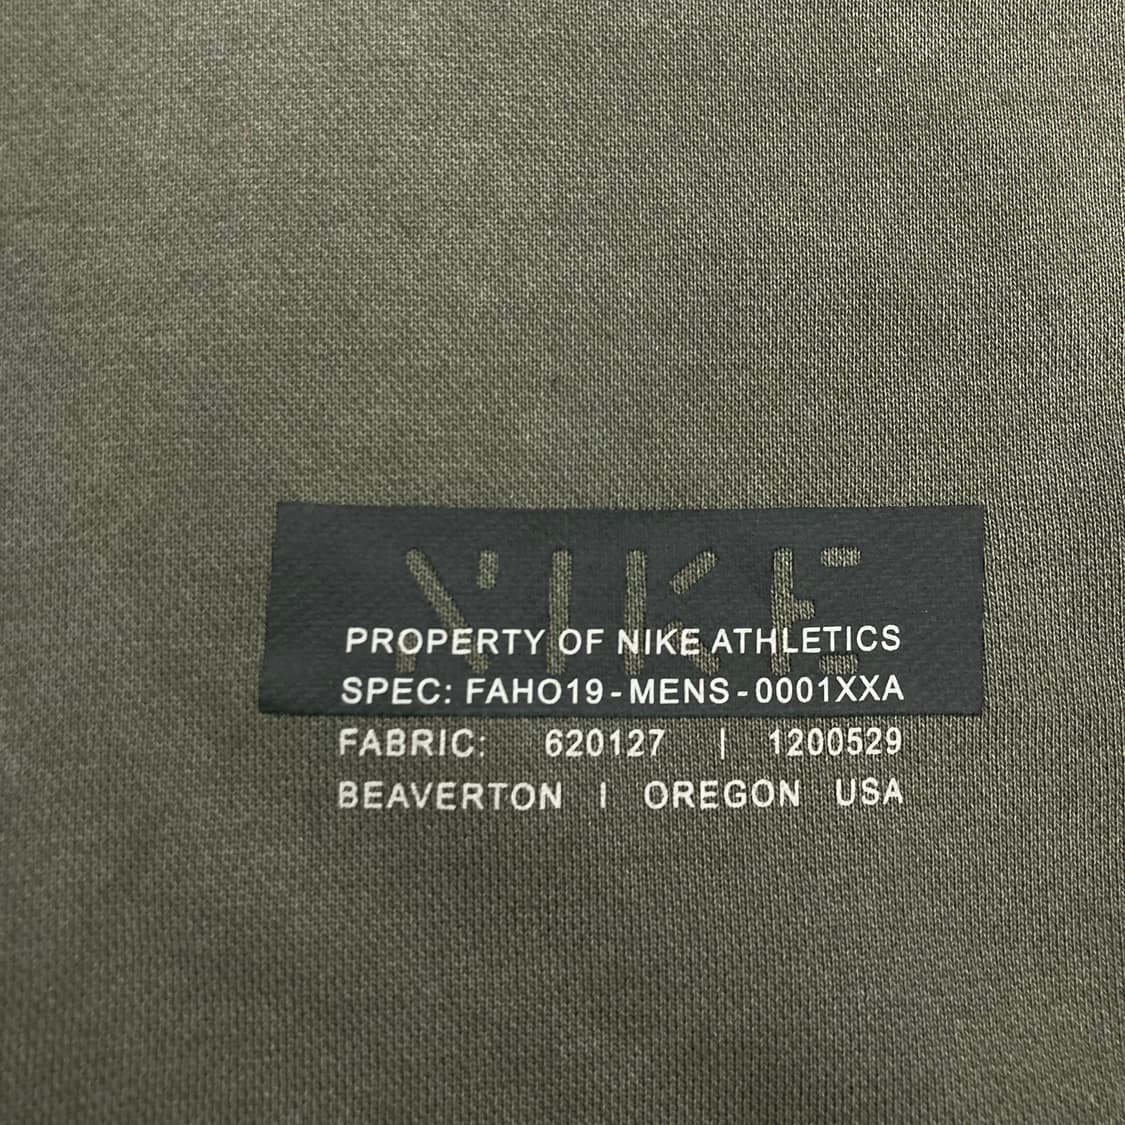 NIKE
PROPERTY OF NIKE ATHLETICS
SPEC: FAHO19-MENS-0001XXA
FABRIC: 620127 | 1200529
BEAVERTON | OREGON USA